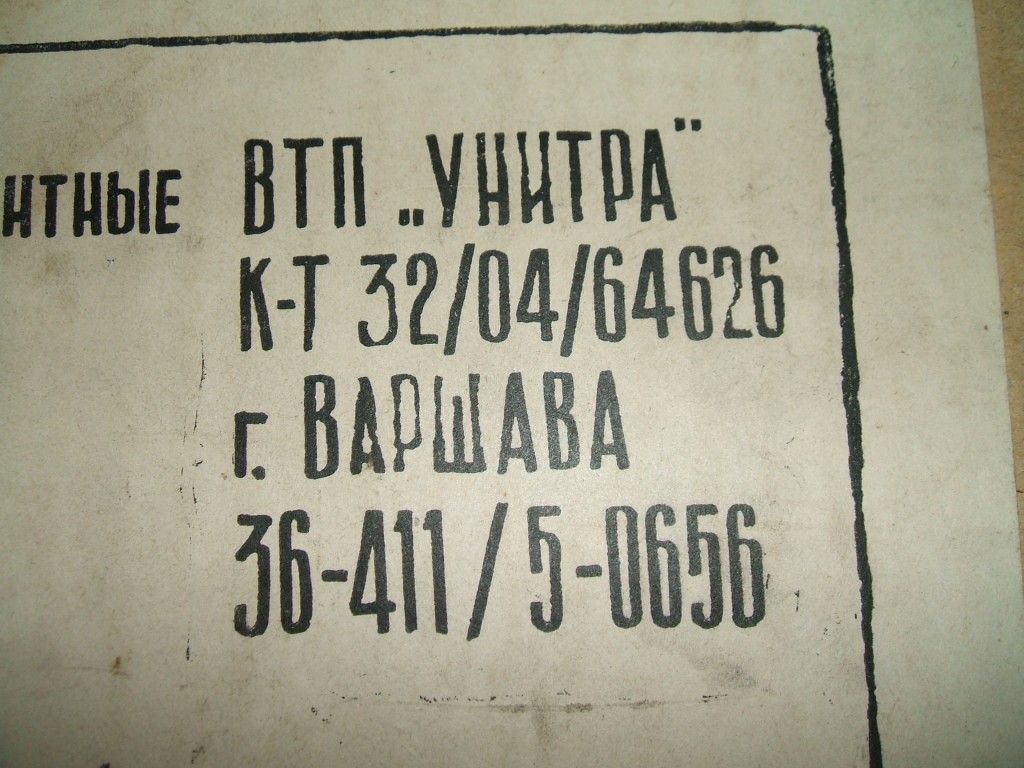 НТНЫЕ ВТП „УНИТРА"
К-Т 32/04/64626
г. ВАРШАВА
36-411/5-0656